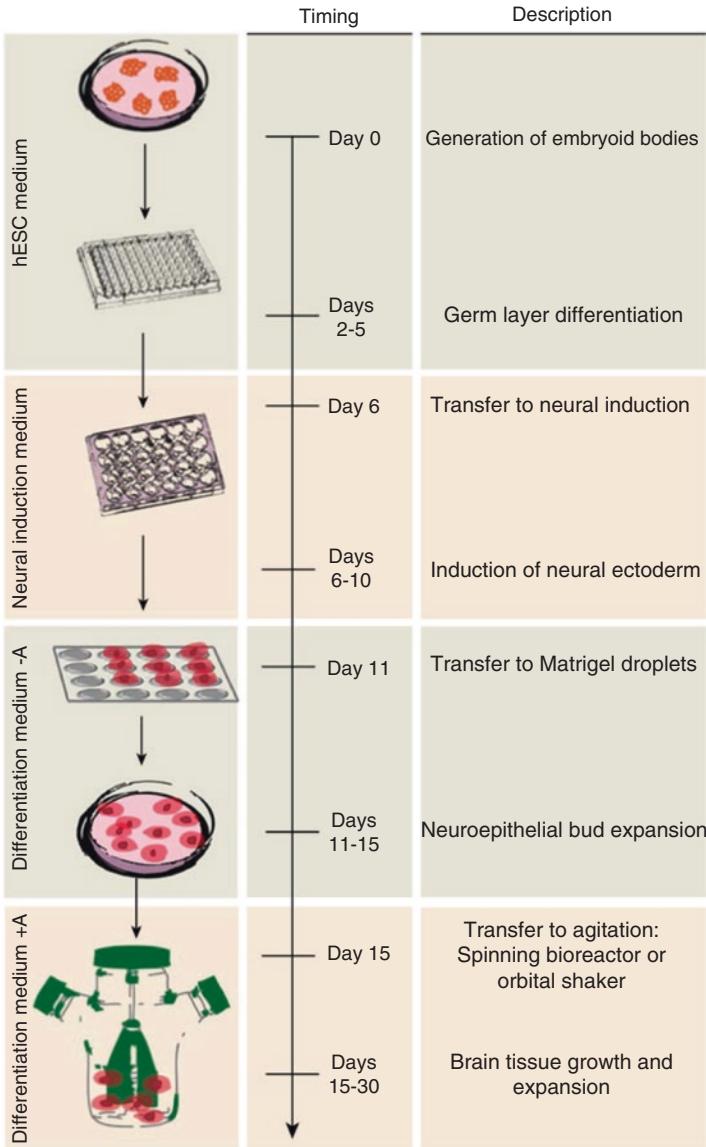 Timing
Description
hESC medium
Day 0
Generation of embryoid bodies
Days
2-5
Germ layer differentiation
Neural induction medium
Day 6
Transfer to neural induction
Days
6-10
Induction of neural ectoderm
Differentiation medium -A
Day 11
Transfer to Matrigel droplets
Days
11-15
Neuroepithelial bud expansion
Differentiation medium +A
Day 15
Transfer to agitation:
Spinning bioreactor or
orbital shaker
Days
15-30
Brain tissue growth and
expansion